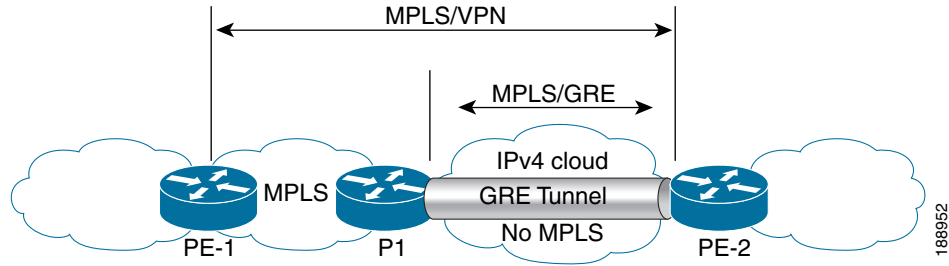 MPLS/VPN
MPLS/GRE
IPv4 cloud
MPLS
GRE Tunnel
No MPLS
PE-1
P1
PE-2
188952